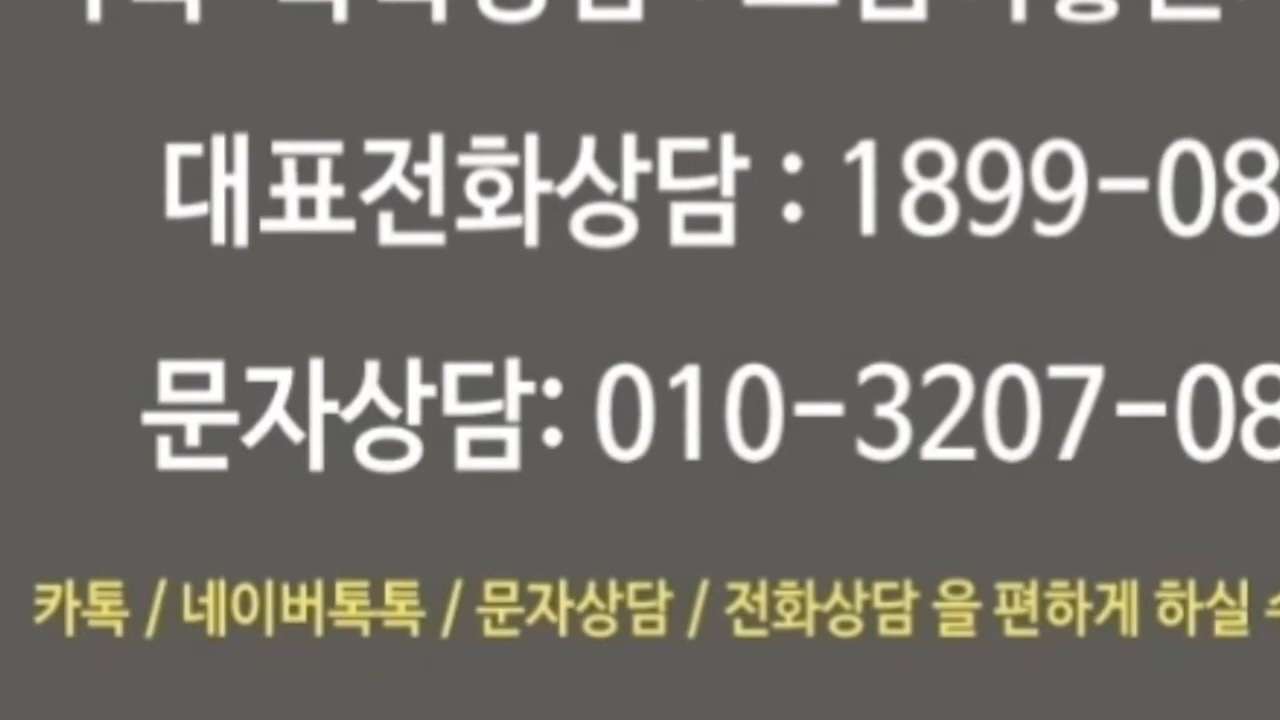 대표전화상담 : 1899-08
문자상담: 010-3207-08
카톡 / 네이버톡톡 / 문자상담 / 전화상담 을 편하게 하실